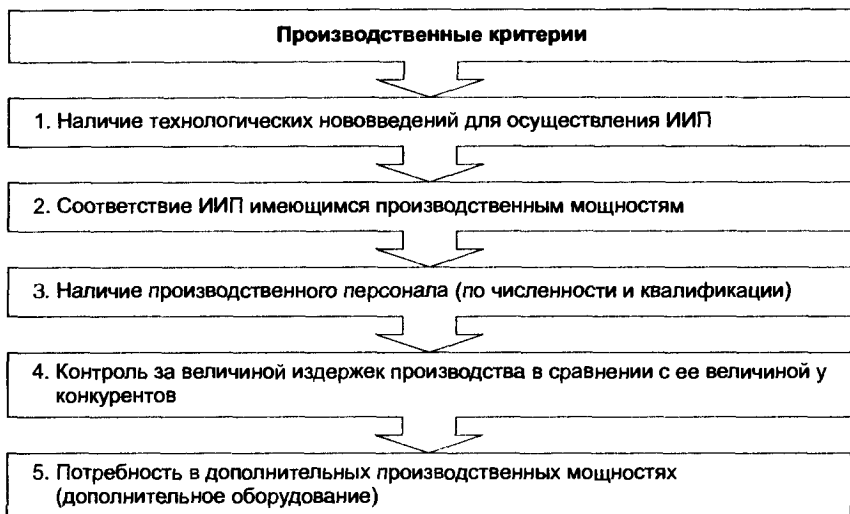 Производственные критерии
1. Наличие технологических нововведений для осуществления ИИП
2. Соответствие ИИП имеющимся производственным мощностям
3. Наличие производственного персонала (по численности и квалификации)
4. Контроль за величиной издержек производства в сравнении с ее величиной у
конкурентов
5. Потребность в дополнительных производственных мощностях
(дополнительное оборудование)